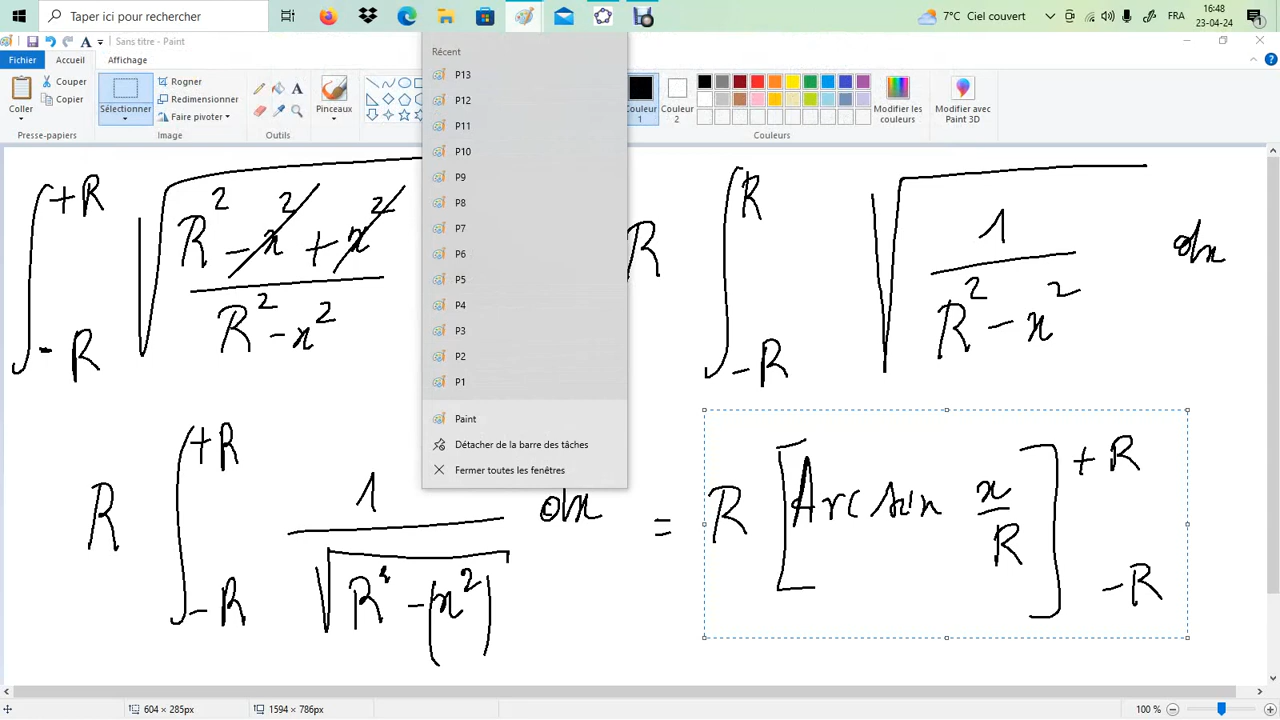 Taper ici pour rechercher
7°C Ciel couvert
FRA
16:48
23-04-24
1
Sans titre - Paint
Fichier
Accueil
Affichage
Coller
Couper
Copier
Presse-papiers
Sélectionner
Rogner
Redimensionner
Faire pivoter
Image
A
Outils
Pinceaux
Couleur 1
Couleur 2
Modifier les couleurs
Modifier avec Paint 3D
Couleurs
Récent
P13
P12
P11
P10
P9
P8
P7
P6
P5
P4
P3
P2
P1
Paint
Détacher de la barre des tâches
Fermer toutes les fenêtres
∫_{-R}^{+R} √((R² - x² + x²)/(R² - x²))
R ∫_{-R}^{R} √(1/(R² - x²)) dx
R ∫_{-R}^{+R} 1/√(R² - (x²)) dx = R [Arcsin x/R]_{-R}^{+R}
604 × 285px
1594 × 786px
100 %